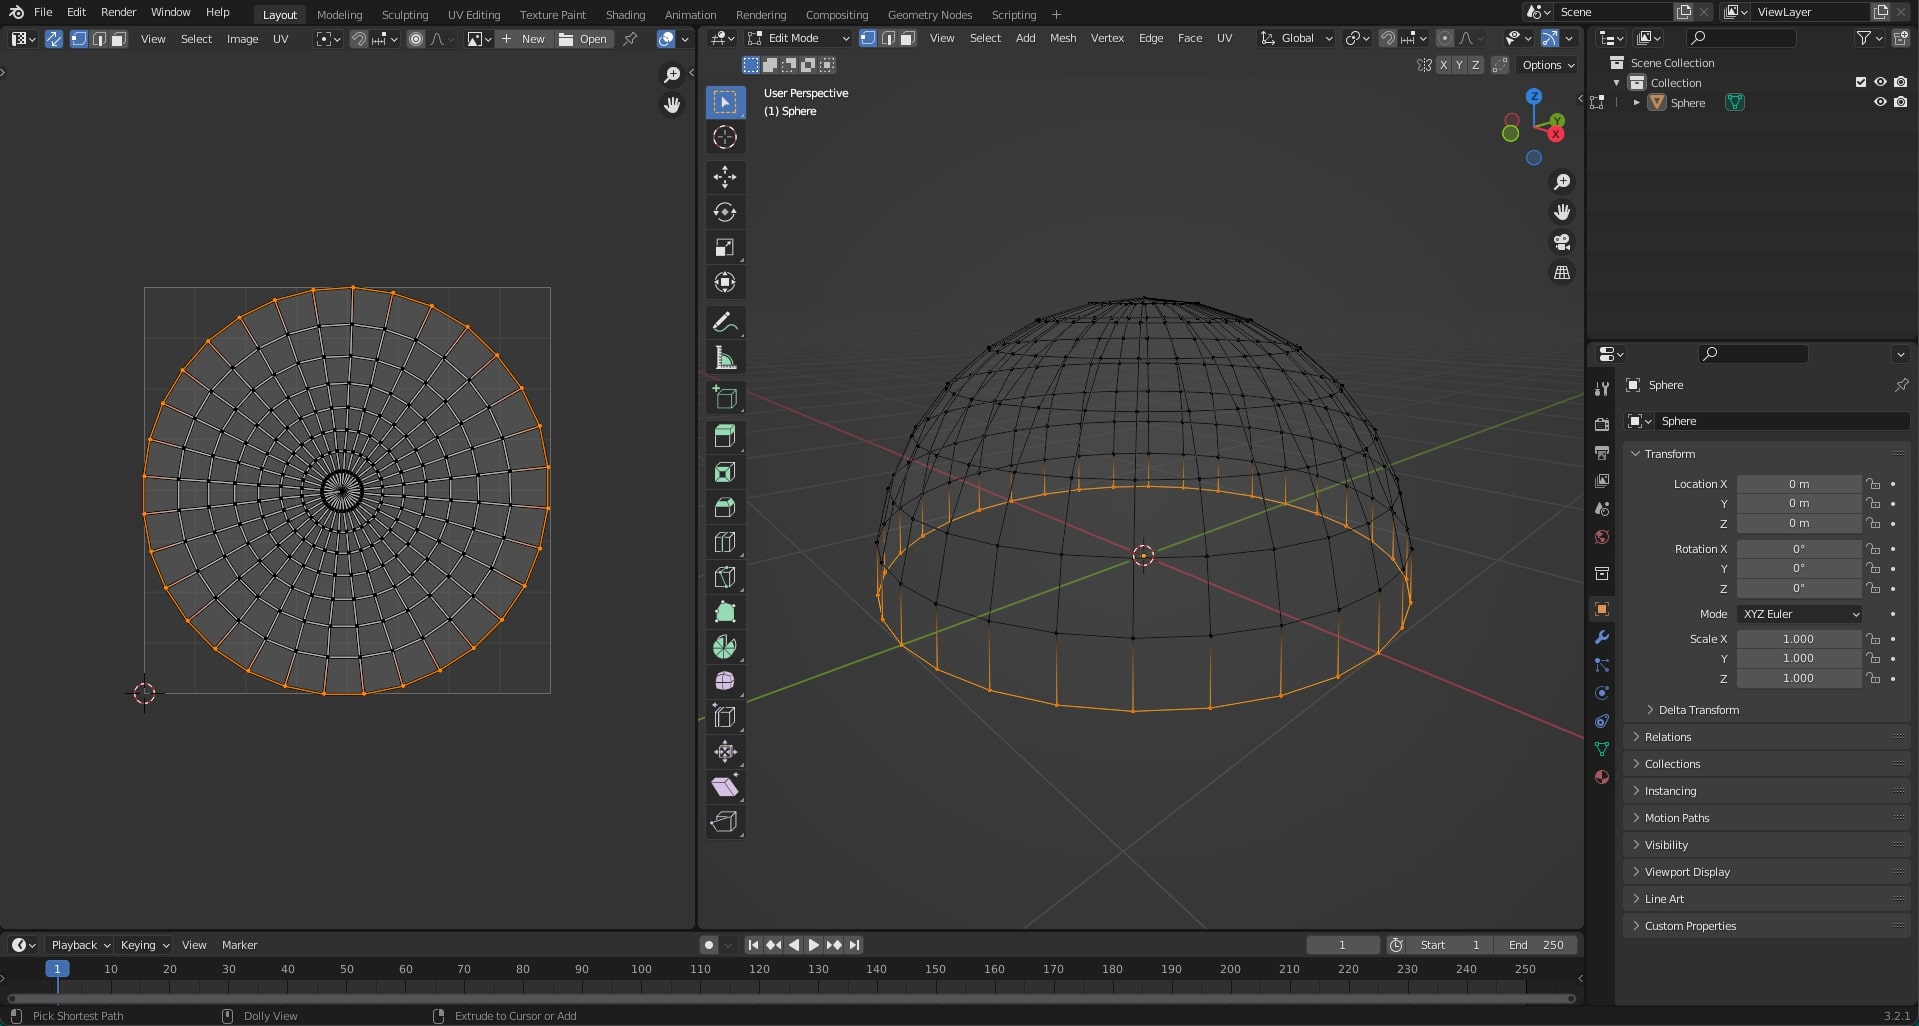 File Edit Render Window Help Layout Modeling Sculpting UV Editing Texture Paint Shading Animation Rendering Compositing Geometry Nodes Scripting + Scene ViewLayer
View Select Image UV New Open Edit Mode View Select Add Mesh Vertex Edge Face UV Global
X Y Z Options
User Perspective
(1) Sphere
Z
Y
X
Scene Collection
Collection
Sphere
Sphere
Sphere
Transform
Location X 0 m
Y 0 m
Z 0 m
Rotation X 0°
Y 0°
Z 0°
Mode XYZ Euler
Scale X 1.000
Y 1.000
Z 1.000
Delta Transform
Relations
Collections
Instancing
Motion Paths
Visibility
Viewport Display
Line Art
Custom Properties
Playback Keying View Marker 1 Start 1 End 250
1 10 20 30 40 50 60 70 80 90 100 110 120 130 140 150 160 170 180 190 200 210 220 230 240 250
Pick Shortest Path Dolly View Extrude to Cursor or Add 3.2.1